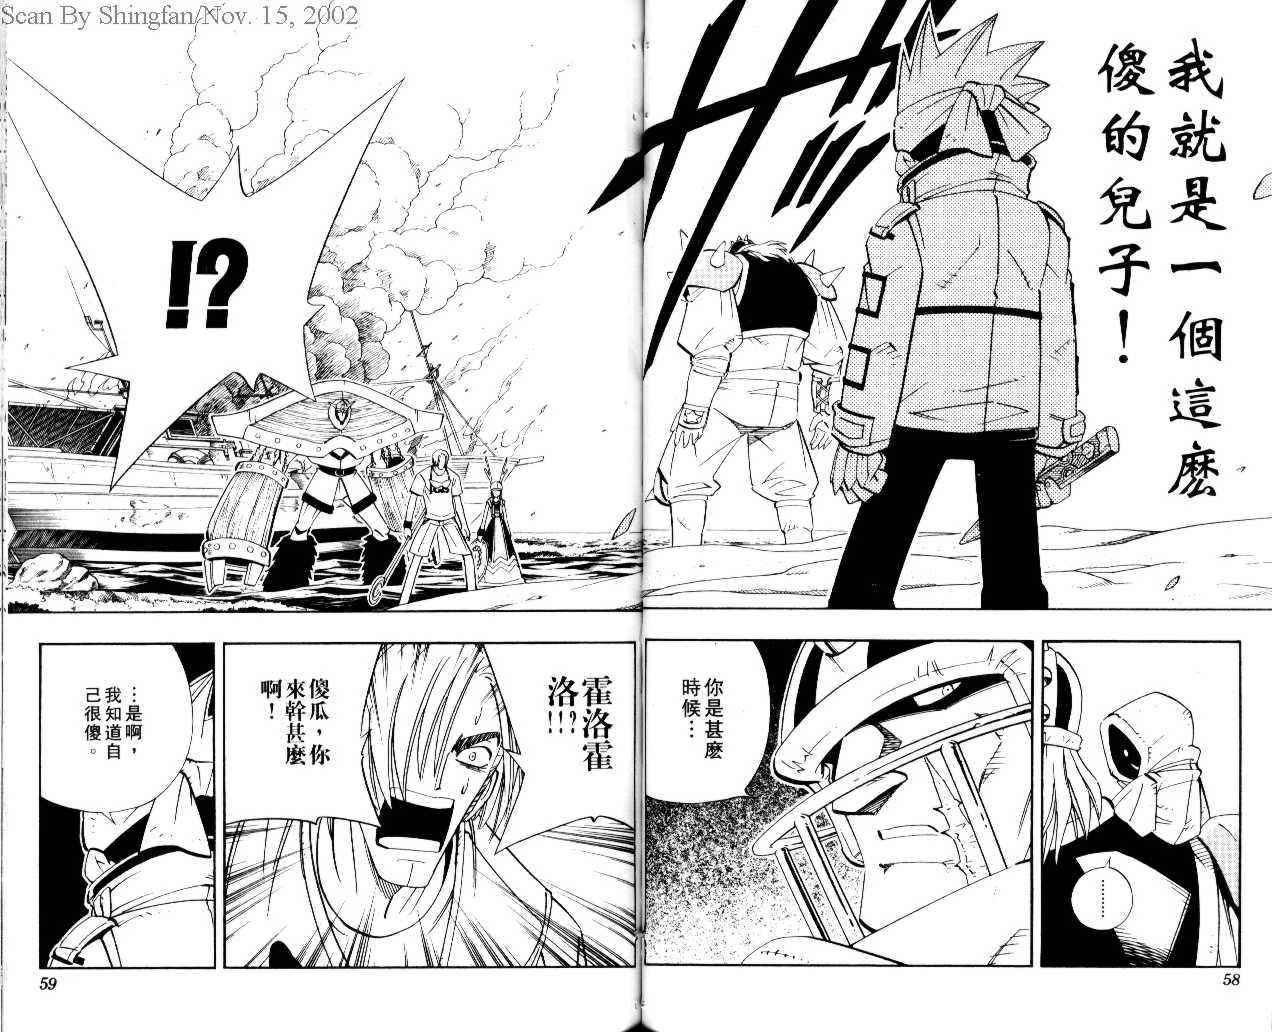 Scan By Shingfan/Nov. 15, 2002
我就是一個這麼
傻的兒子！
!?
……
你是甚麼
時候…
霍洛霍
洛!!?
傻瓜，你
來幹甚麼
啊！
…是啊，
我知道自
己很傻。
58
59